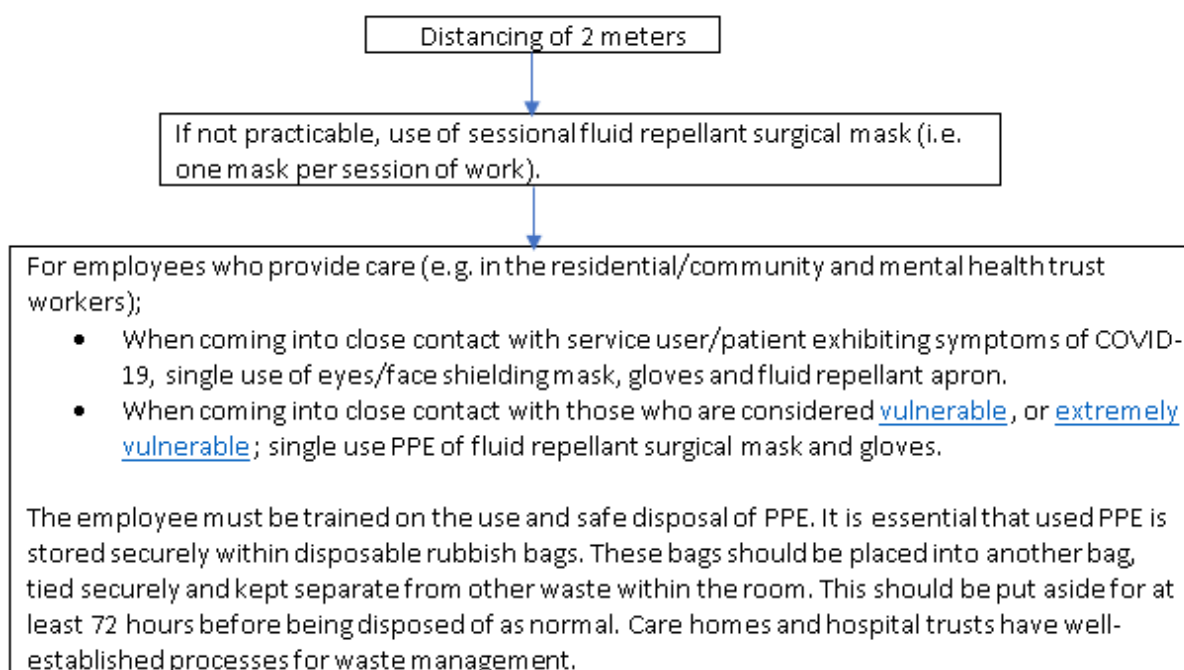 Distancing of 2 meters
If not practicable, use of sessional fluid repellant surgical mask (i.e.
one mask per session of work).
For employees who provide care (e.g. in the residential/community and mental health trust
workers);
• When coming into close contact with service user/patient exhibiting symptoms of COVID-
19, single use of eyes/face shielding mask, gloves and fluid repellant apron.
• When coming into close contact with those who are considered vulnerable, or extremely
vulnerable; single use PPE of fluid repellant surgical mask and gloves.
The employee must be trained on the use and safe disposal of PPE. It is essential that used PPE is
stored securely within disposable rubbish bags. These bags should be placed into another bag,
tied securely and kept separate from other waste within the room. This should be put aside for at
least 72 hours before being disposed of as normal. Care homes and hospital trusts have well-
established processes for waste management.